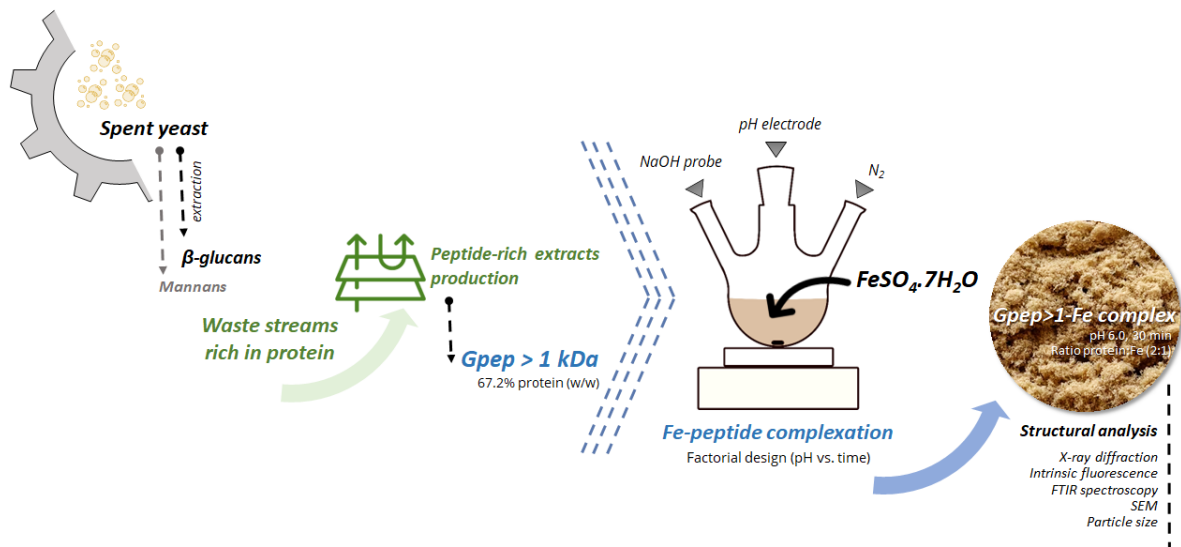 Spent yeast
extraction
β-glucans
Mannans
Waste streams
rich in protein
Peptide-rich extracts
production
Gpep > 1 kDa
67.2% protein (w/w)
pH electrode
NaOH probe
N₂
FeSO₄.7H₂O
Fe-peptide complexation
Factorial design (pH vs. time)
Gpep>1-Fe complex
pH 6.0, 30 min
Ratio protein:Fe (2:1)
Structural analysis
X-ray diffraction
Intrinsic fluorescence
FTIR spectroscopy
SEM
Particle size